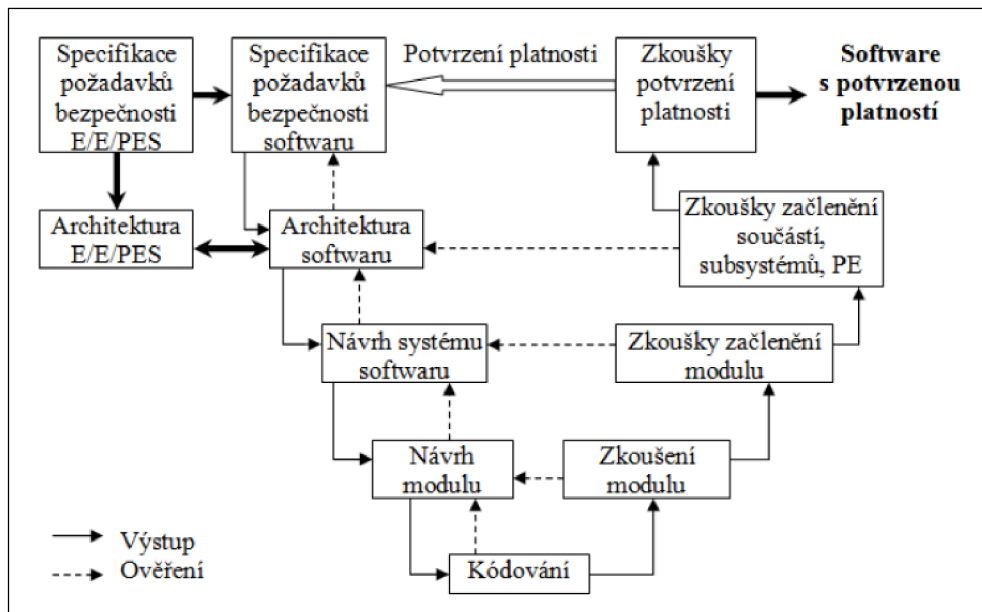 Specifikace
požadavků
bezpečnosti
E/E/PES
Specifikace
požadavků
bezpečnosti
softwaru
Potvrzení platnosti
Zkoušky
potvrzení
platnosti
Software
s potvrzenou
platností
Architektura
E/E/PES
Architektura
softwaru
Zkoušky začlenění
součástí,
subsystémů, PE
Návrh systému
softwaru
Zkoušky začlenění
modulu
Návrh
modulu
Zkoušení
modulu
Výstup
Ověření
Kódování